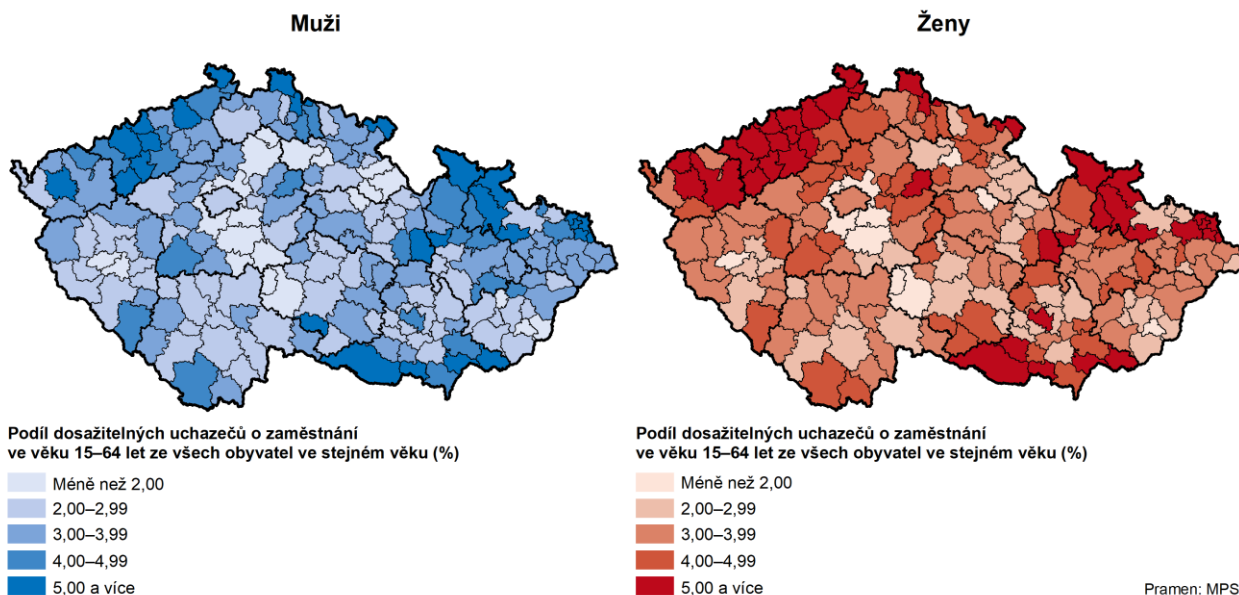 Muži
Ženy
Podíl dosažitelných uchazečů o zaměstnání
ve věku 15–64 let ze všech obyvatel ve stejném věku (%)
Méně než 2,00
2,00–2,99
3,00–3,99
4,00–4,99
5,00 a více
Podíl dosažitelných uchazečů o zaměstnání
ve věku 15–64 let ze všech obyvatel ve stejném věku (%)
Méně než 2,00
2,00–2,99
3,00–3,99
4,00–4,99
5,00 a více
Pramen: MPS